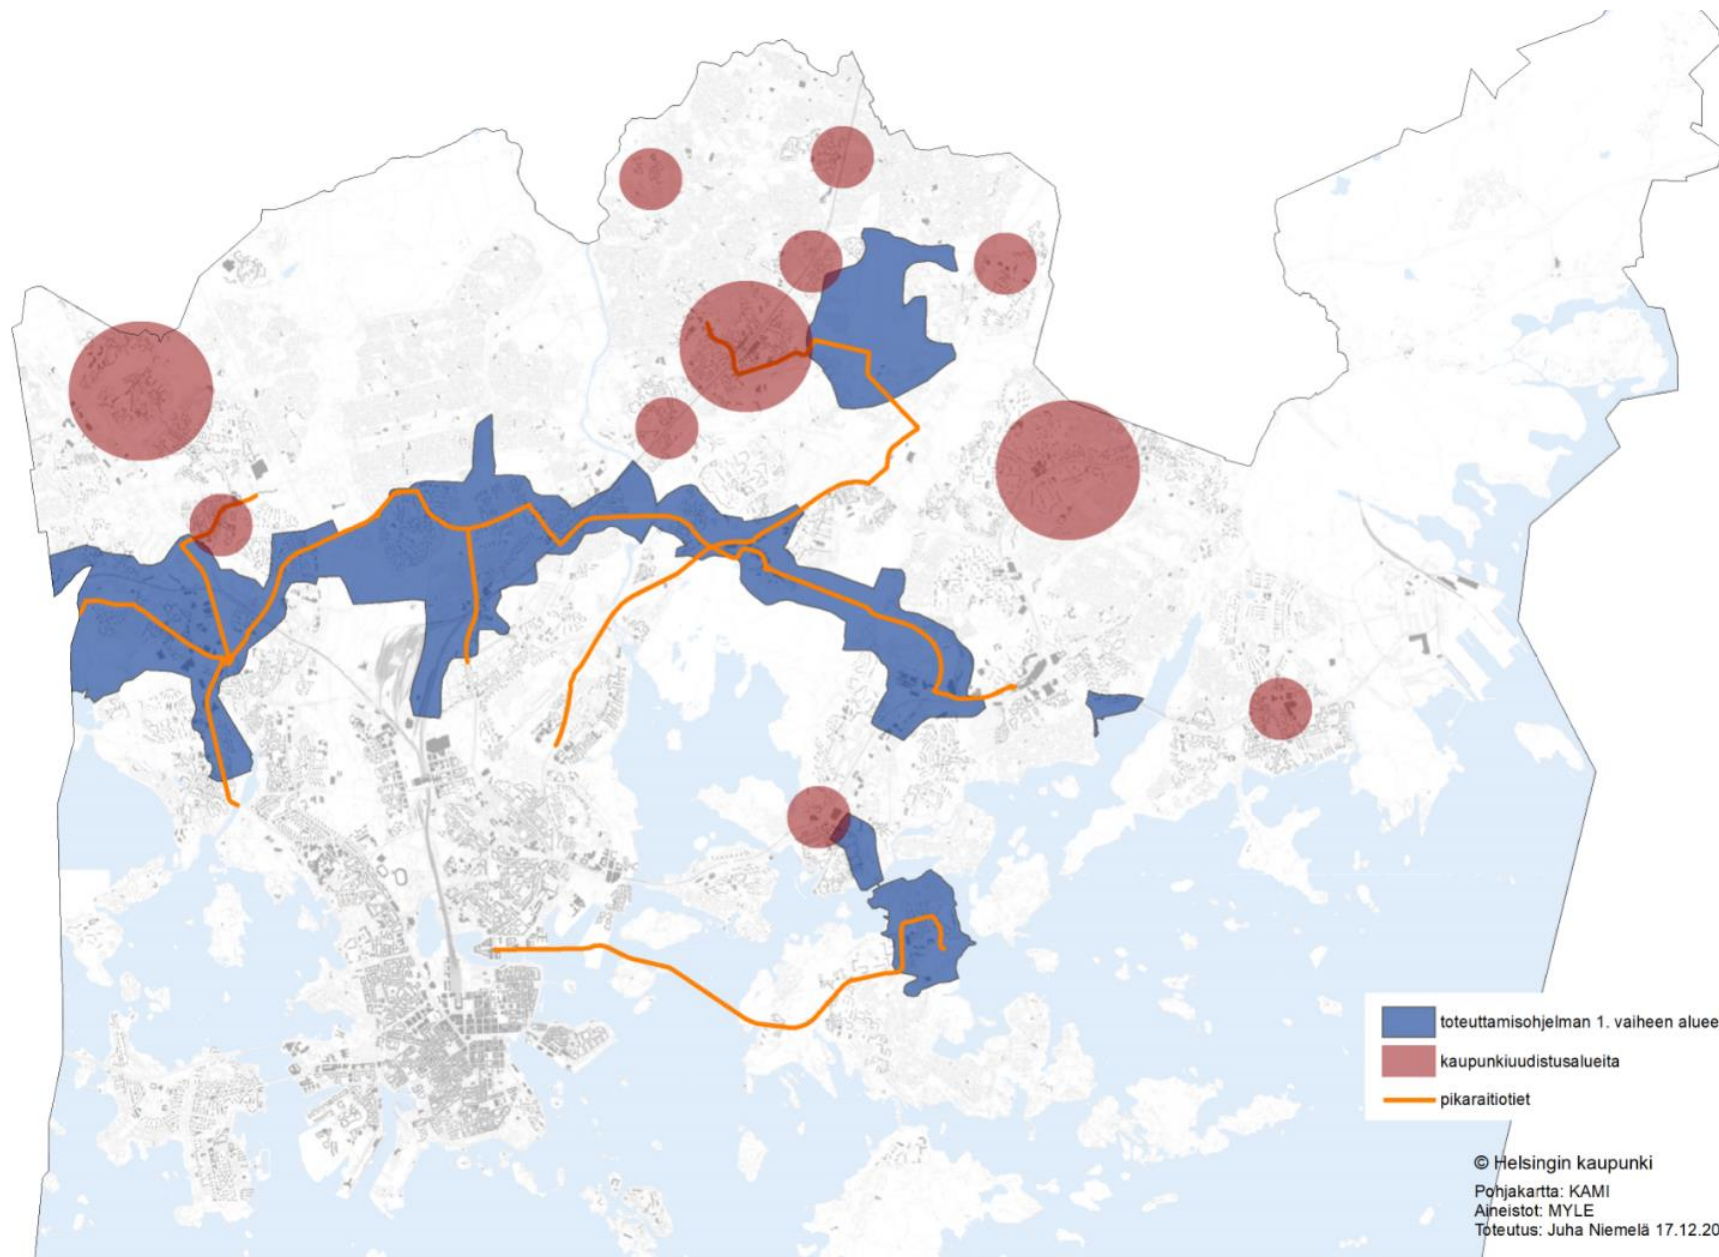 toteuttamisohjelman 1. vaiheen aluee
kaupunkiuudistusalueita
pikaraitiotiet
© Helsingin kaupunki
Pohjakartta: KAMI
Aineistot: MYLE
Toteutus: Juha Niemelä 17.12.20